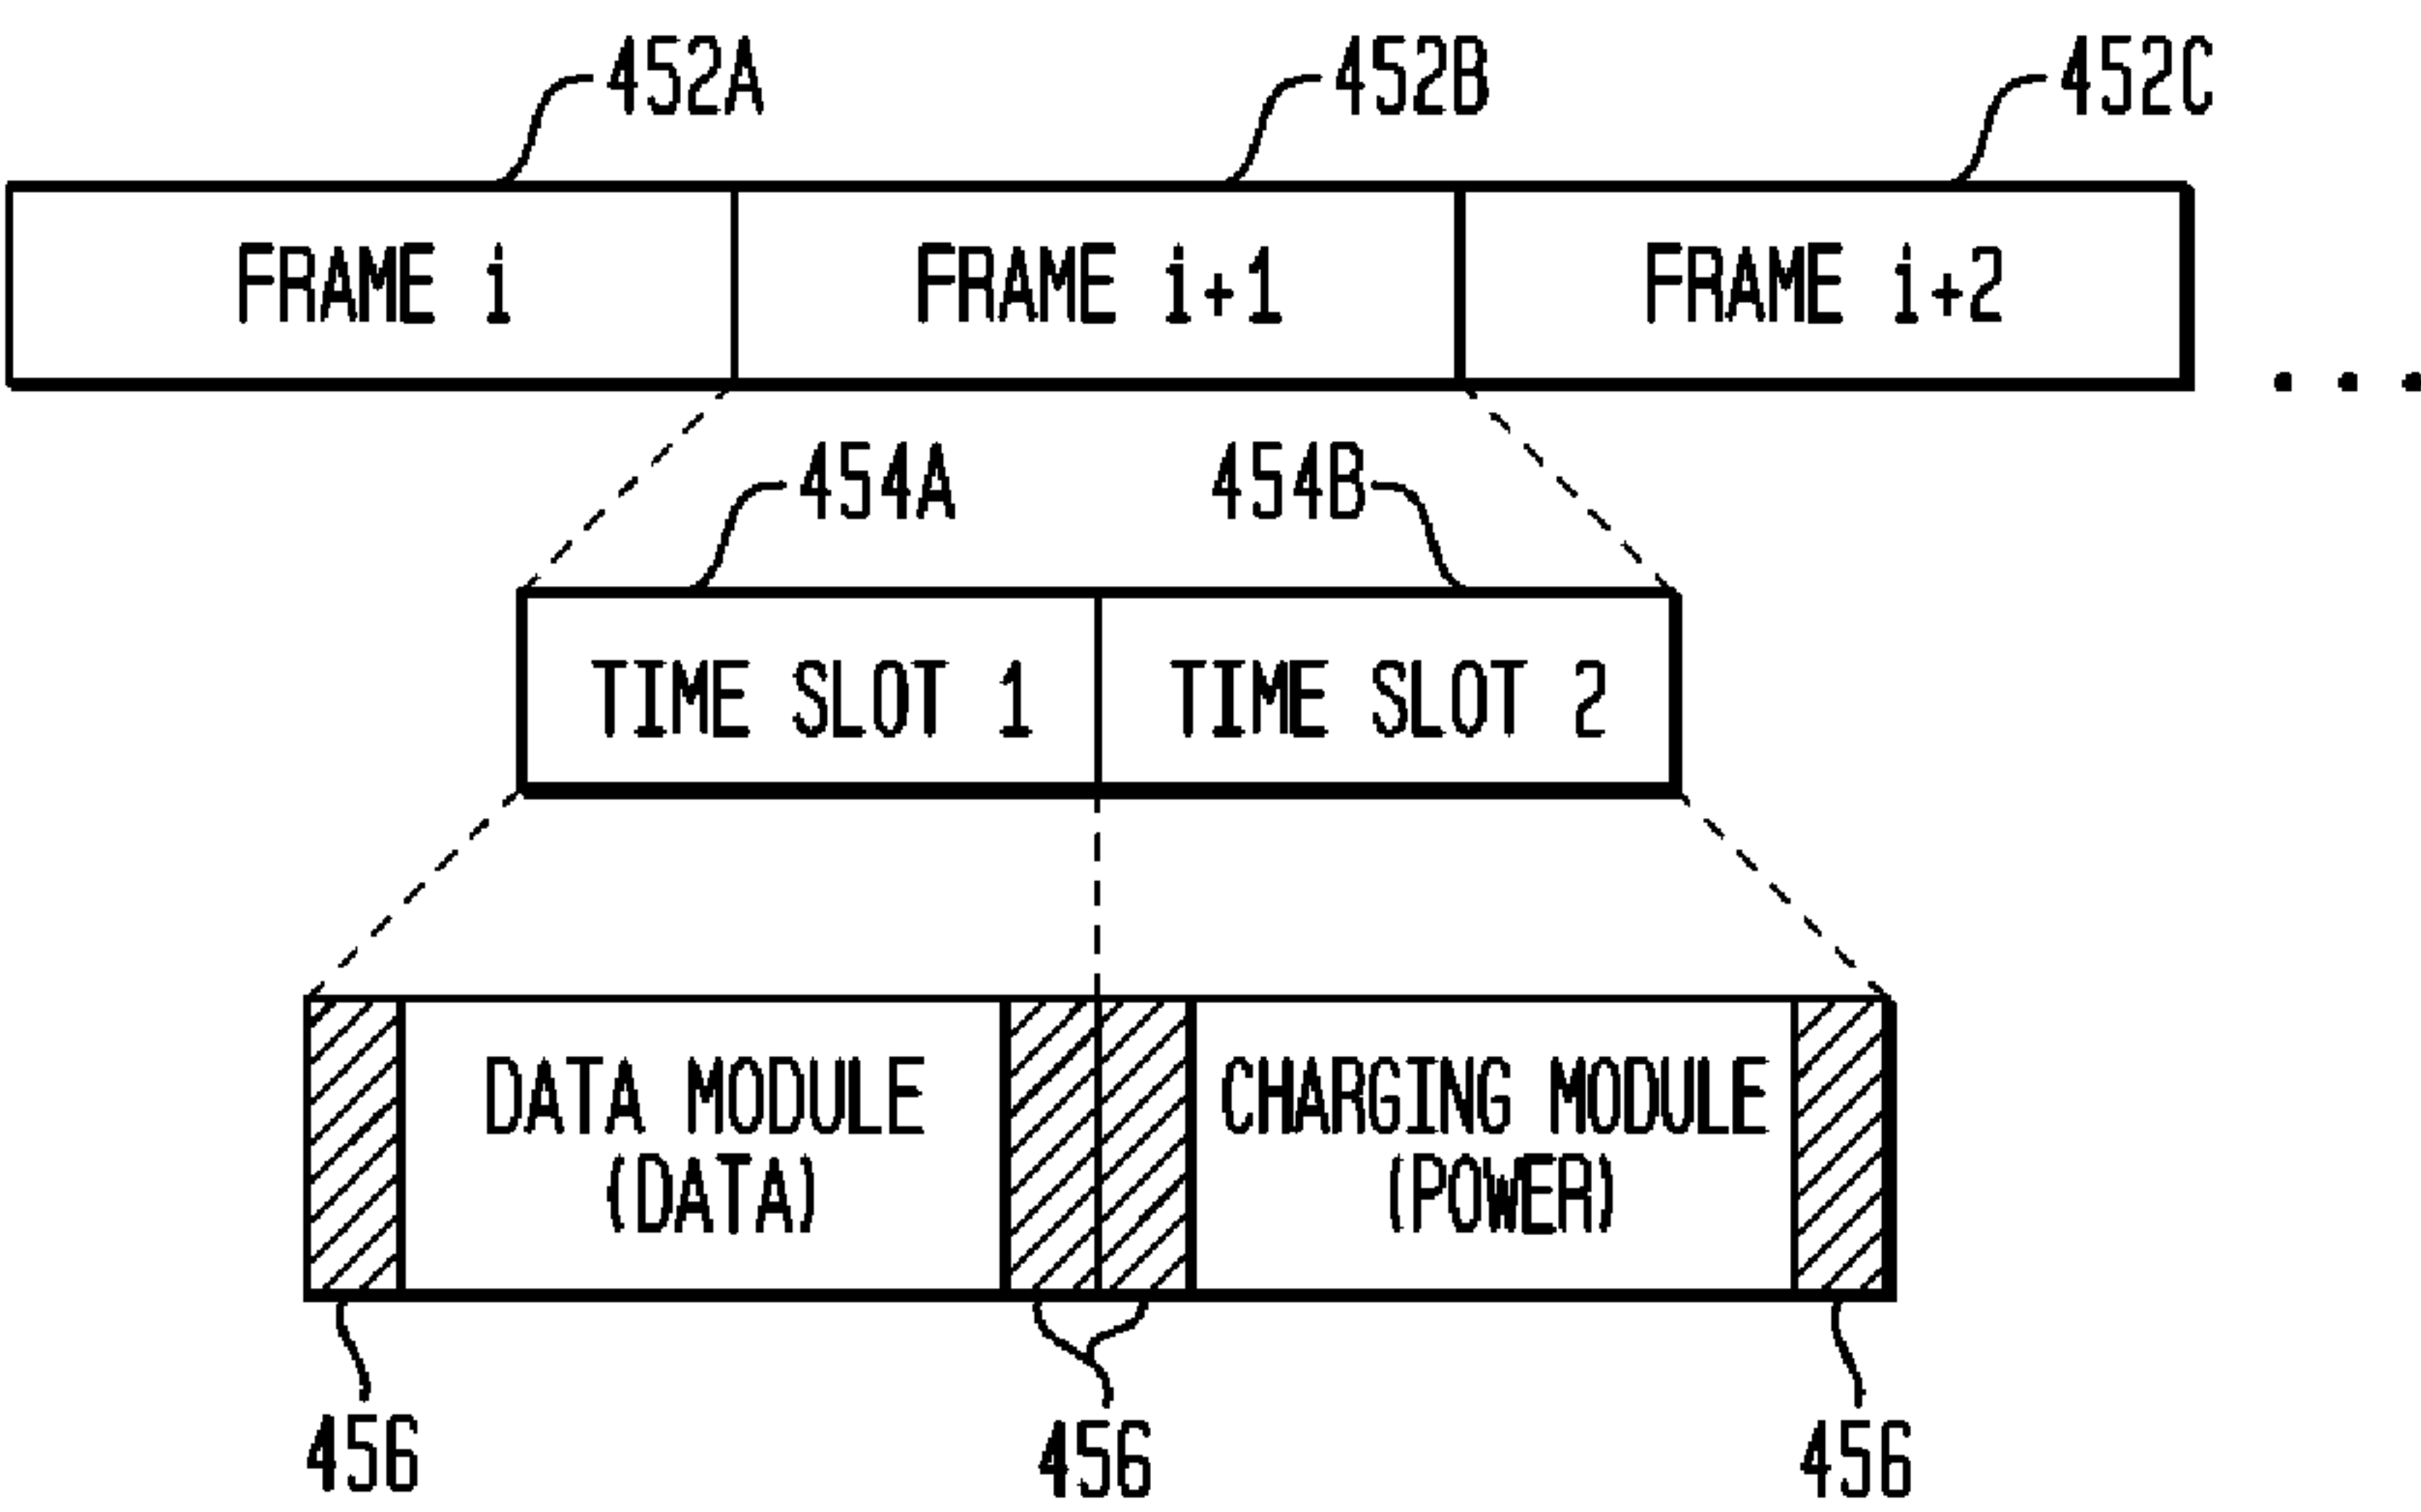 452A 452B 452C
FRAME i FRAME i+1 FRAME i+2
. . .
454A 454B
TIME SLOT 1 TIME SLOT 2
DATA MODULE CHARGING MODULE
(DATA) (POWER)
456 456 456